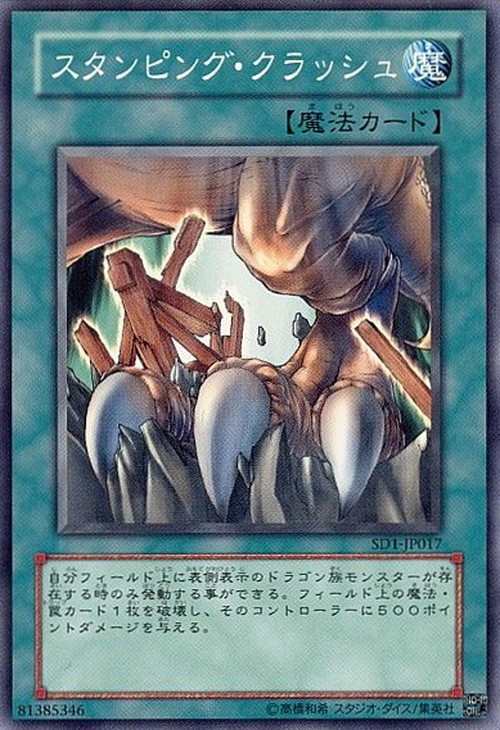 スタンピング・クラッシュ 魔
【魔法カード】
SD1-JP017
自分フィールド上に表側表示のドラゴン族モンスターが存
在する時のみ発動する事ができる。フィールド上の魔法・
罠カード1枚を破壊し、そのコントローラーに500ポイ
ントダメージを与える。
81385346 ©高橋和希 スタジオ・ダイス/集英社